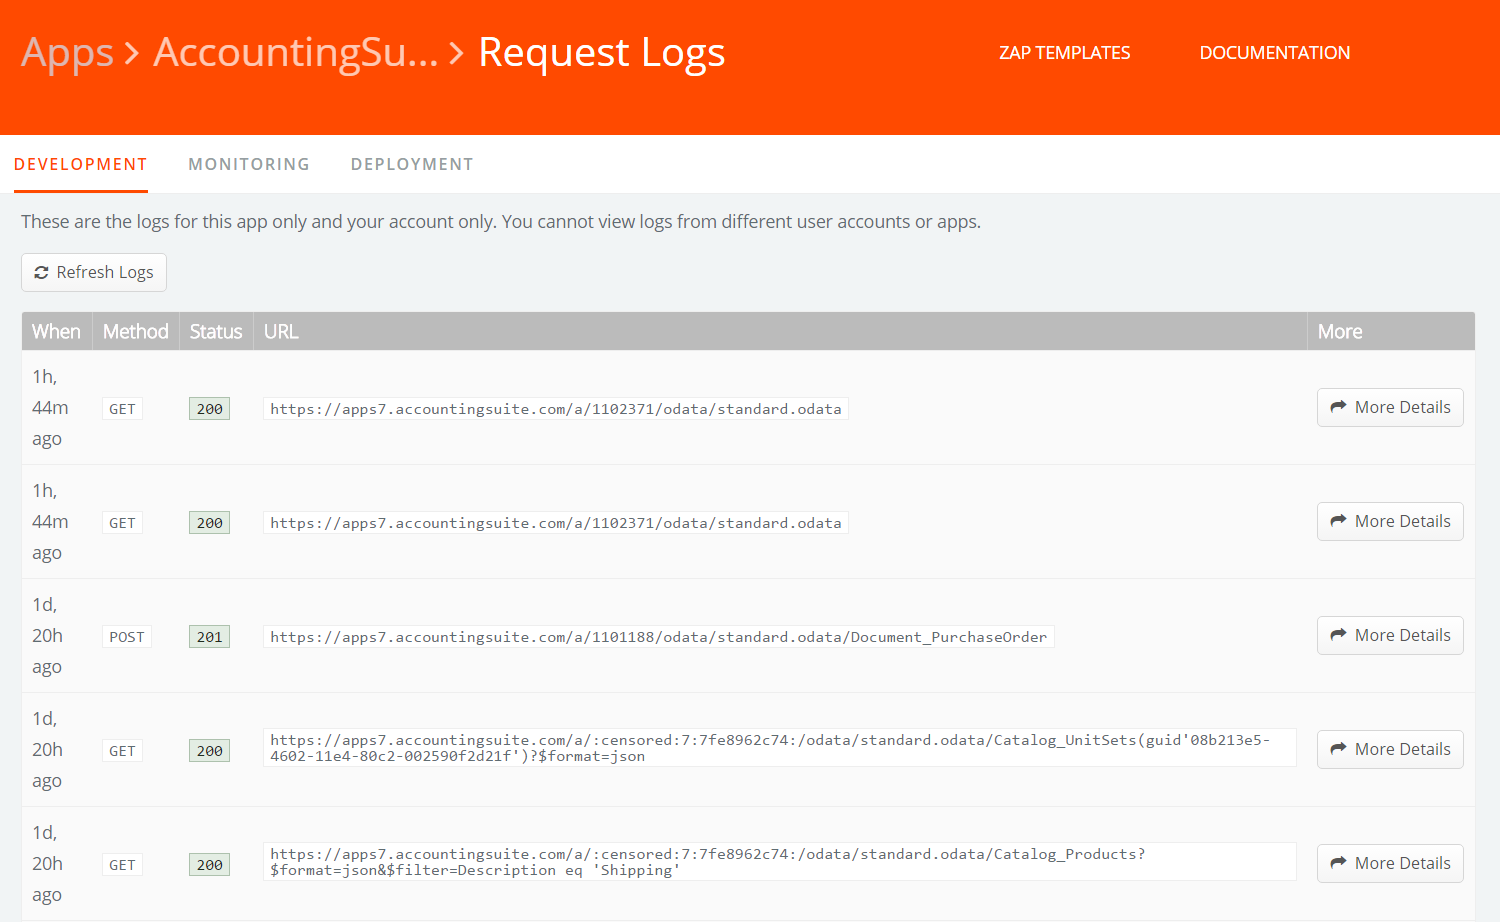 Apps > AccountingSu... > Request Logs
ZAP TEMPLATES
DOCUMENTATION
DEVELOPMENT
MONITORING
DEPLOYMENT
These are the logs for this app only and your account only. You cannot view logs from different user accounts or apps.
Refresh Logs
When
Method
Status
URL
More
1h,
44m
ago
GET
200
https://apps7.accountingsuite.com/a/1102371/odata/standard.odata
More Details
1h,
44m
ago
GET
200
https://apps7.accountingsuite.com/a/1102371/odata/standard.odata
More Details
1d,
20h
ago
POST
201
https://apps7.accountingsuite.com/a/1101188/odata/standard.odata/Document_PurchaseOrder
More Details
1d,
20h
ago
GET
200
https://apps7.accountingsuite.com/a/:censored:7:7fe8962c74:/odata/standard.odata/Catalog_UnitSets(guid'08b213e5-
4602-11e4-80c2-002590f2d21f')?$format=json
More Details
1d,
20h
ago
GET
200
https://apps7.accountingsuite.com/a/:censored:7:7fe8962c74:/odata/standard.odata/Catalog_Products?
$format=json&$filter=Description eq 'Shipping'
More Details